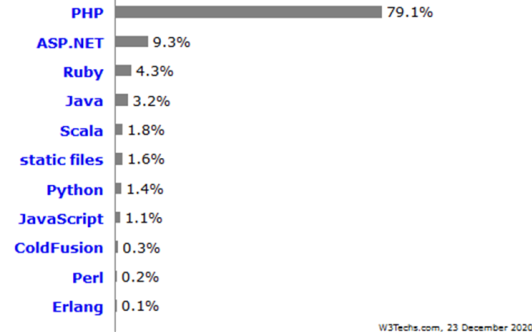 PHP 79.1%
ASP.NET 9.3%
Ruby 4.3%
Java 3.2%
Scala 1.8%
static files 1.6%
Python 1.4%
JavaScript 1.1%
ColdFusion 0.3%
Perl 0.2%
Erlang 0.1%
W3Techs.com, 23 December 2020